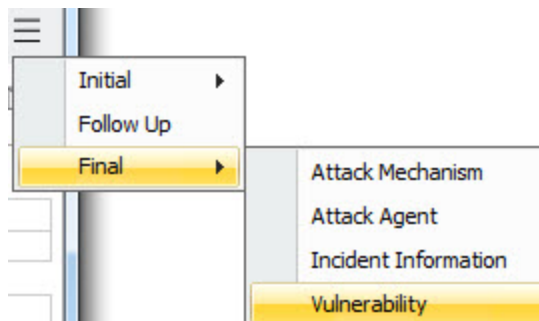 Initial
Follow Up
Final
Attack Mechanism
Attack Agent
Incident Information
Vulnerability